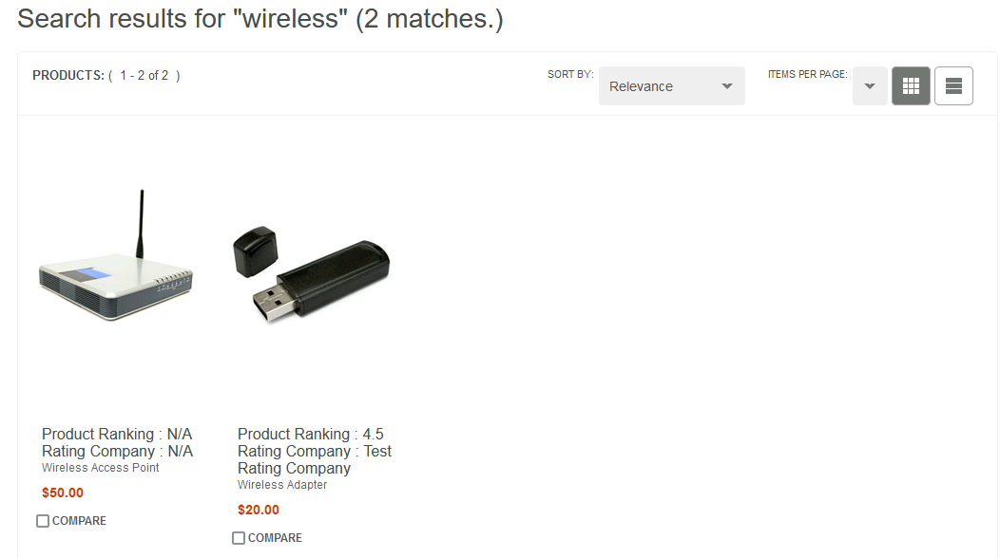 Search results for "wireless" (2 matches.)
PRODUCTS: ( 1 - 2 of 2 )
SORT BY:
Relevance
ITEMS PER PAGE:
Product Ranking : N/A
Rating Company : N/A
Wireless Access Point
$50.00
COMPARE
Product Ranking : 4.5
Rating Company : Test
Rating Company
Wireless Adapter
$20.00
COMPARE